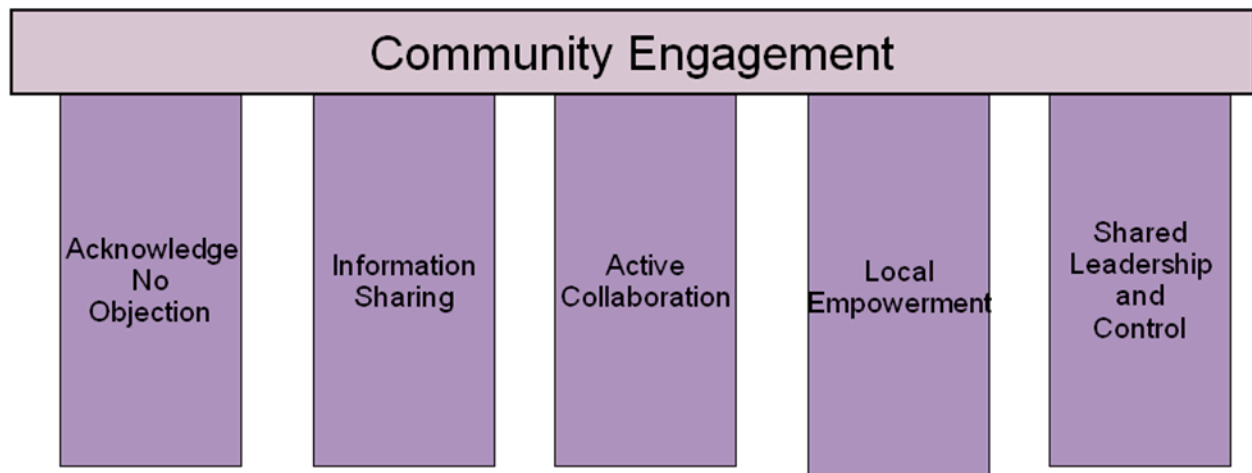 Community Engagement
Acknowledge
No
Objection
Information
Sharing
Active
Collaboration
Local
Empowerment
Shared
Leadership
and
Control